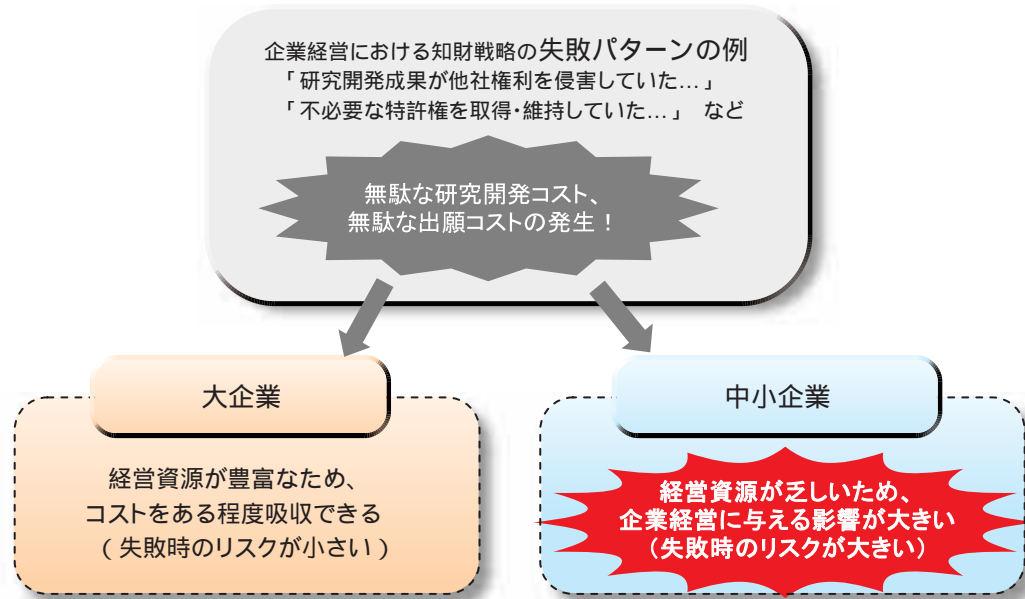 企業経営における知財戦略の失敗パターンの例
「研究開発成果が他社権利を侵害していた…」
「不必要な特許権を取得・維持していた…」 など
無駄な研究開発コスト、
無駄な出願コストの発生！
大企業
経営資源が豊富なため、
コストをある程度吸収できる
（失敗時のリスクが小さい）
中小企業
経営資源が乏しいため、
企業経営に与える影響が大きい
（失敗時のリスクが大きい）